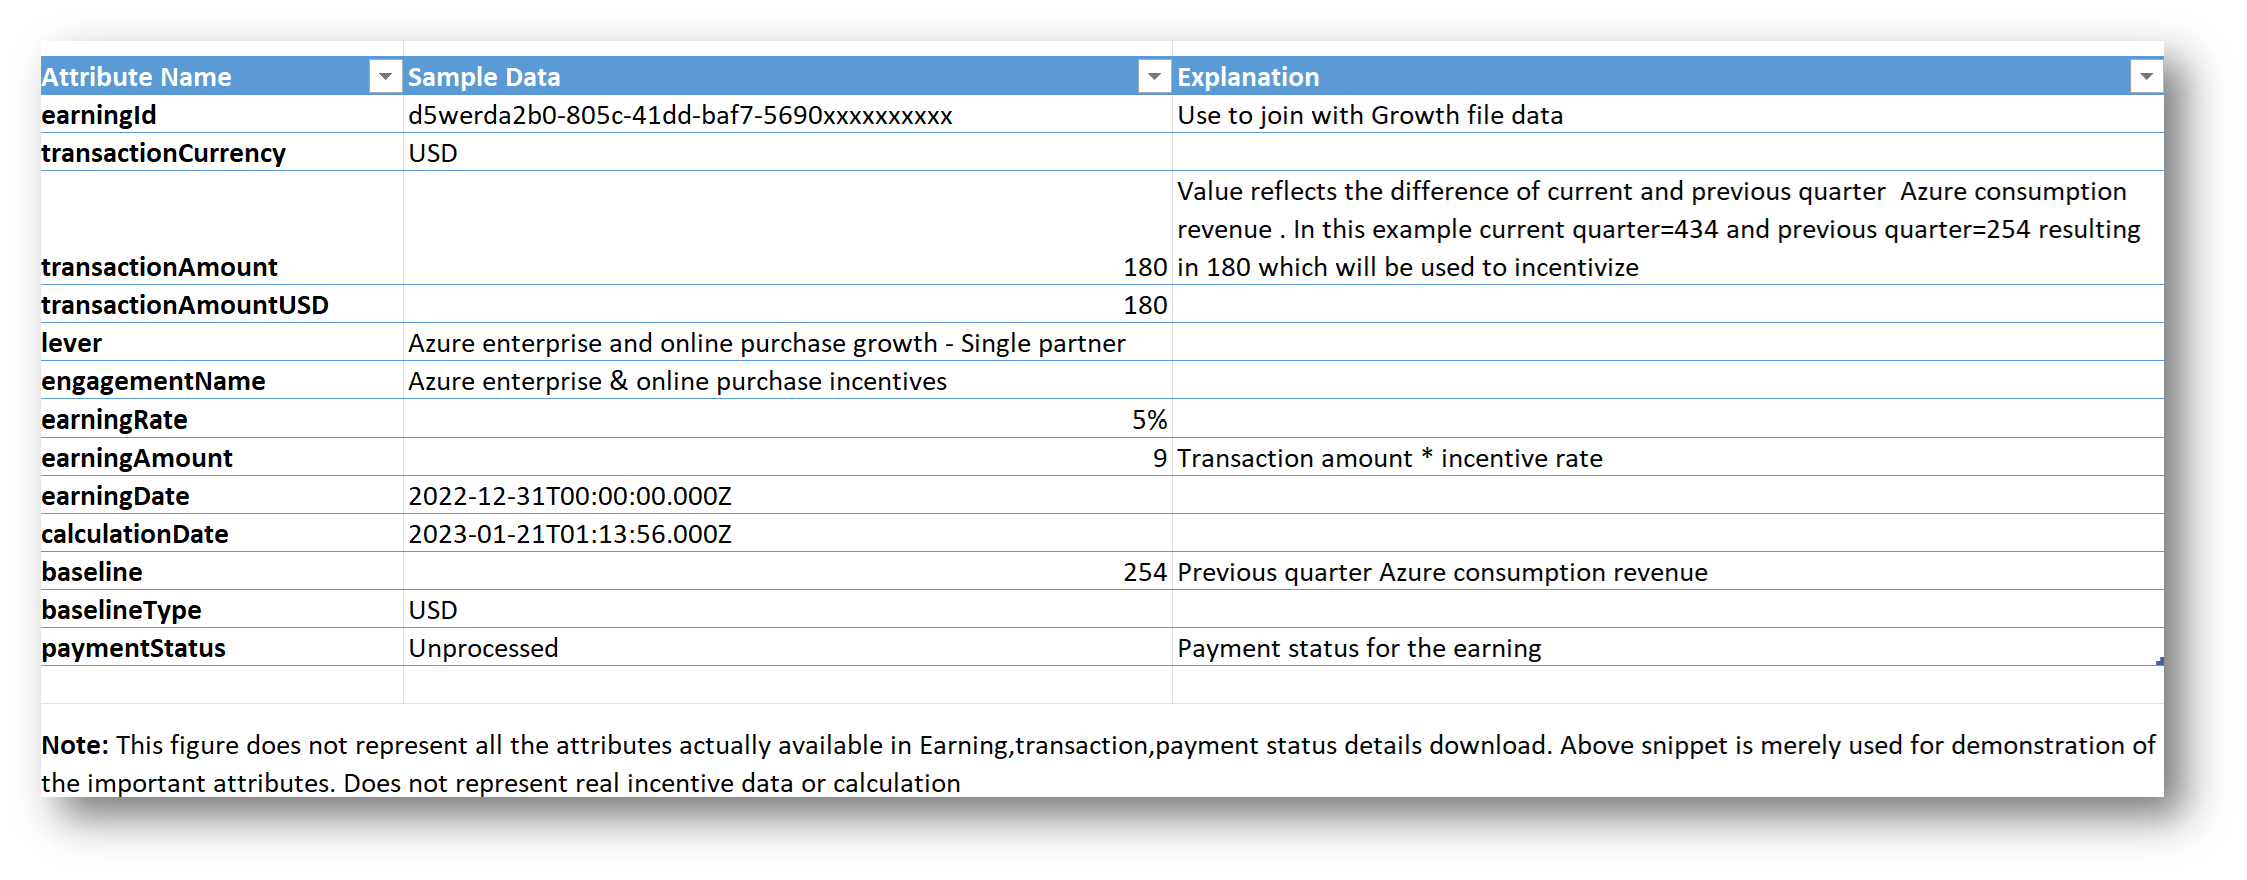 Attribute Name Sample Data Explanation
earningId d5werda2b0-805c-41dd-baf7-5690xxxxxxxxxx Use to join with Growth file data
transactionCurrency USD
Value reflects the difference of current and previous quarter  Azure consumption
revenue . In this example current quarter=434 and previous quarter=254 resulting
transactionAmount 180 in 180 which will be used to incentivize
transactionAmountUSD 180
lever Azure enterprise and online purchase growth - Single partner
engagementName Azure enterprise & online purchase incentives
earningRate 5%
earningAmount 9 Transaction amount * incentive rate
earningDate 2022-12-31T00:00:00.000Z
calculationDate 2023-01-21T01:13:56.000Z
baseline 254 Previous quarter Azure consumption revenue
baselineType USD
paymentStatus Unprocessed Payment status for the earning
Note: This figure does not represent all the attributes actually available in Earning,transaction,payment status details download. Above snippet is merely used for demonstration of
the important attributes. Does not represent real incentive data or calculation